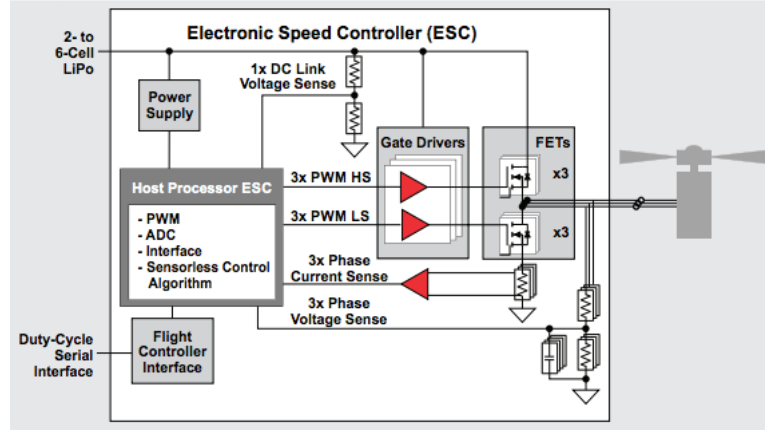 Electronic Speed Controller (ESC)
2- to
6-Cell
LiPo
1x DC Link
Voltage Sense
Power
Supply
Gate Drivers
FETs
x3
Host Processor ESC
3x PWM HS
- PWM
- ADC
- Interface
- Sensorless Control
Algorithm
3x PWM LS
x3
3x Phase
Current Sense
3x Phase
Voltage Sense
Duty-Cycle
Serial
Interface
Flight
Controller
Interface